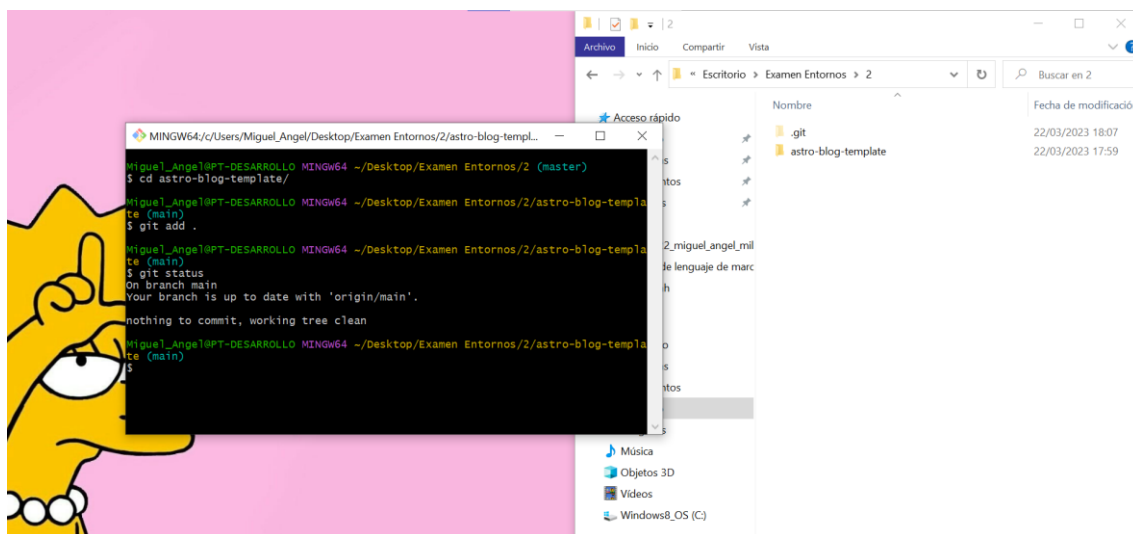 2
Archivo Inicio Compartir Vista
« Escritorio > Examen Entornos > 2
Buscar en 2
Nombre
Fecha de modificació
Acceso rápido
.git 22/03/2023 18:07
astro-blog-template 22/03/2023 17:59
MINGW64:/c/Users/Miguel_Angel/Desktop/Examen Entornos/2/astro-blog-templ...
Miguel_Angel@PT-DESARROLLO MINGW64 ~/Desktop/Examen Entornos/2 (master)
$ cd astro-blog-template/
Miguel_Angel@PT-DESARROLLO MINGW64 ~/Desktop/Examen Entornos/2/astro-blog-templa
te (main)
$ git add .
Miguel_Angel@PT-DESARROLLO MINGW64 ~/Desktop/Examen Entornos/2/astro-blog-templa
te (main)
$ git status
On branch main
Your branch is up to date with 'origin/main'.
nothing to commit, working tree clean
Miguel_Angel@PT-DESARROLLO MINGW64 ~/Desktop/Examen Entornos/2/astro-blog-templa
te (main)
$
s
ntos
s
2_miguel_angel_mil
de lenguaje de marc
h
o
s
ntos
s
Música
Objetos 3D
Vídeos
Windows8_OS (C:)